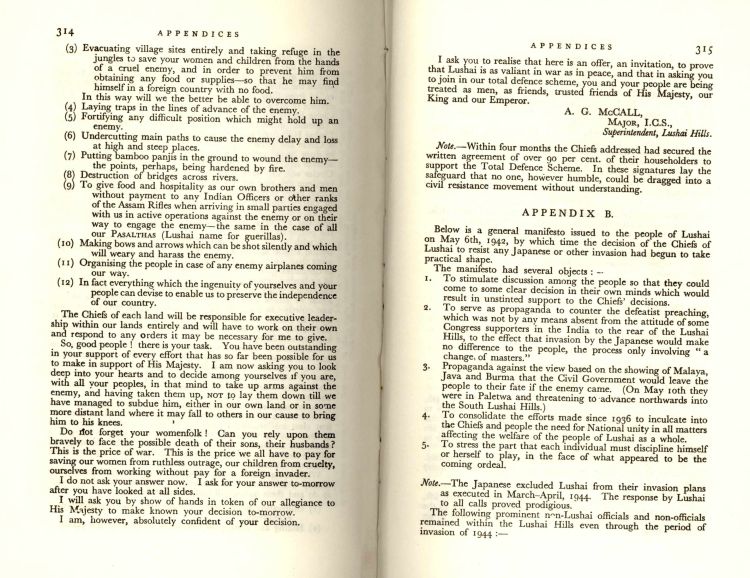 314
APPENDICES
(3) Evacuating village sites entirely and taking refuge in the
jungles to save your women and children from the hands
of a cruel enemy, and in order to prevent him from
obtaining any food or supplies—so that he may find
himself in a foreign country with no food.
In this way will we the better be able to overcome him.
(4) Laying traps in the lines of advance of the enemy.
(5) Fortifying any difficult position which might hold up an
enemy.
(6) Undercutting main paths to cause the enemy delay and loss
at high and steep places.
(7) Putting bamboo panjis in the ground to wound the enemy—
the points, perhaps, being hardened by fire.
(8) Destruction of bridges across rivers.
(9) To give food and hospitality as our own brothers and men
without payment to any Indian Officers or other ranks
of the Assam Rifles when arriving in small parties engaged
with us in active operations against the enemy or on their
way to engage the enemy—the same in the case of all
our PASALTHAS (Lushai name for guerillas).
(10) Making bows and arrows which can be shot silently and which
will weary and harass the enemy.
(11) Organising the people in case of any enemy airplanes coming
our way.
(12) In fact everything which the ingenuity of yourselves and your
people can devise to enable us to preserve the independence
of our country.
The Chiefs of each land will be responsible for executive leader-
ship within our lands entirely and will have to work on their own
and respond to any orders it may be necessary for me to give.
So, good people! there is your task. You have been outstanding
in your support of every effort that has so far been possible for us
to make in support of His Majesty. I am now asking you to look
deep into your hearts and to decide among yourselves if you are,
with all your peoples, in that mind to take up arms against the
enemy, and having taken them up, NOT to lay them down till we
have managed to subdue him, either in our own land or in some
more distant land where it may fall to others in our cause to bring
him to his knees.
Do not forget your womenfolk! Can you rely upon them
bravely to face the possible death of their sons, their husbands?
This is the price of war. This is the price we all have to pay for
saving our women from ruthless outrage, our children from cruelty,
ourselves from working without pay for a foreign invader.
I do not ask your answer now. I ask for your answer to-morrow
after you have looked at all sides.
I will ask you by show of hands in token of our allegiance to
His Majesty to make known your decision to-morrow.
I am, however, absolutely confident of your decision.
APPENDICES
315
I ask you to realise that here is an offer, an invitation, to prove
that Lushai is as valiant in war as in peace, and that in asking you
to join in our total defence scheme, you and your people are being
treated as men, as friends, trusted friends of His Majesty, our
King and our Emperor.
A. G. McCALL,
MAJOR, I.C.S.,
Superintendent, Lushai Hills.
Note.—Within four months the Chiefs addressed had secured the
written agreement of over 90 per cent. of their householders to
support the Total Defence Scheme. In these signatures lay the
safeguard that no one, however humble, could be dragged into a
civil resistance movement without understanding.
APPENDIX B.
Below is a general manifesto issued to the people of Lushai
on May 6th, 1942, by which time the decision of the Chiefs of
Lushai to resist any Japanese or other invasion had begun to take
practical shape.
The manifesto had several objects : –
1. To stimulate discussion among the people so that they could
come to some clear decision in their own minds which would
result in unstinted support to the Chiefs' decisions.
2. To serve as propaganda to counter the defeatist preaching,
which was not by any means absent from the attitude of some
Congress supporters in the India to the rear of the Lushai
Hills, to the effect that invasion by the Japanese would make
no difference to the people, the process only involving "a
change. of masters."
3. Propaganda against the view based on the showing of Malaya,
Java and Burma that the Civil Government would leave the
people to their fate if the enemy came. (On May 10th they
were in Paletwa and threatening to advance northwards into
the South Lushai Hills.)
4. To consolidate the efforts made since 1936 to inculcate into
the Chiefs and people the need for National unity in all matters
affecting the welfare of the people of Lushai as a whole.
5. To stress the part that each individual must discipline himself
or herself to play, in the face of what appeared to be the
coming ordeal.
Note.—The Japanese excluded Lushai from their invasion plans
as executed in March-April, 1944. The response by Lushai
to all calls proved prodigious.
The following prominent non-Lushai officials and non-officials
remained within the Lushai Hills even through the period of
invasion of 1944 :—